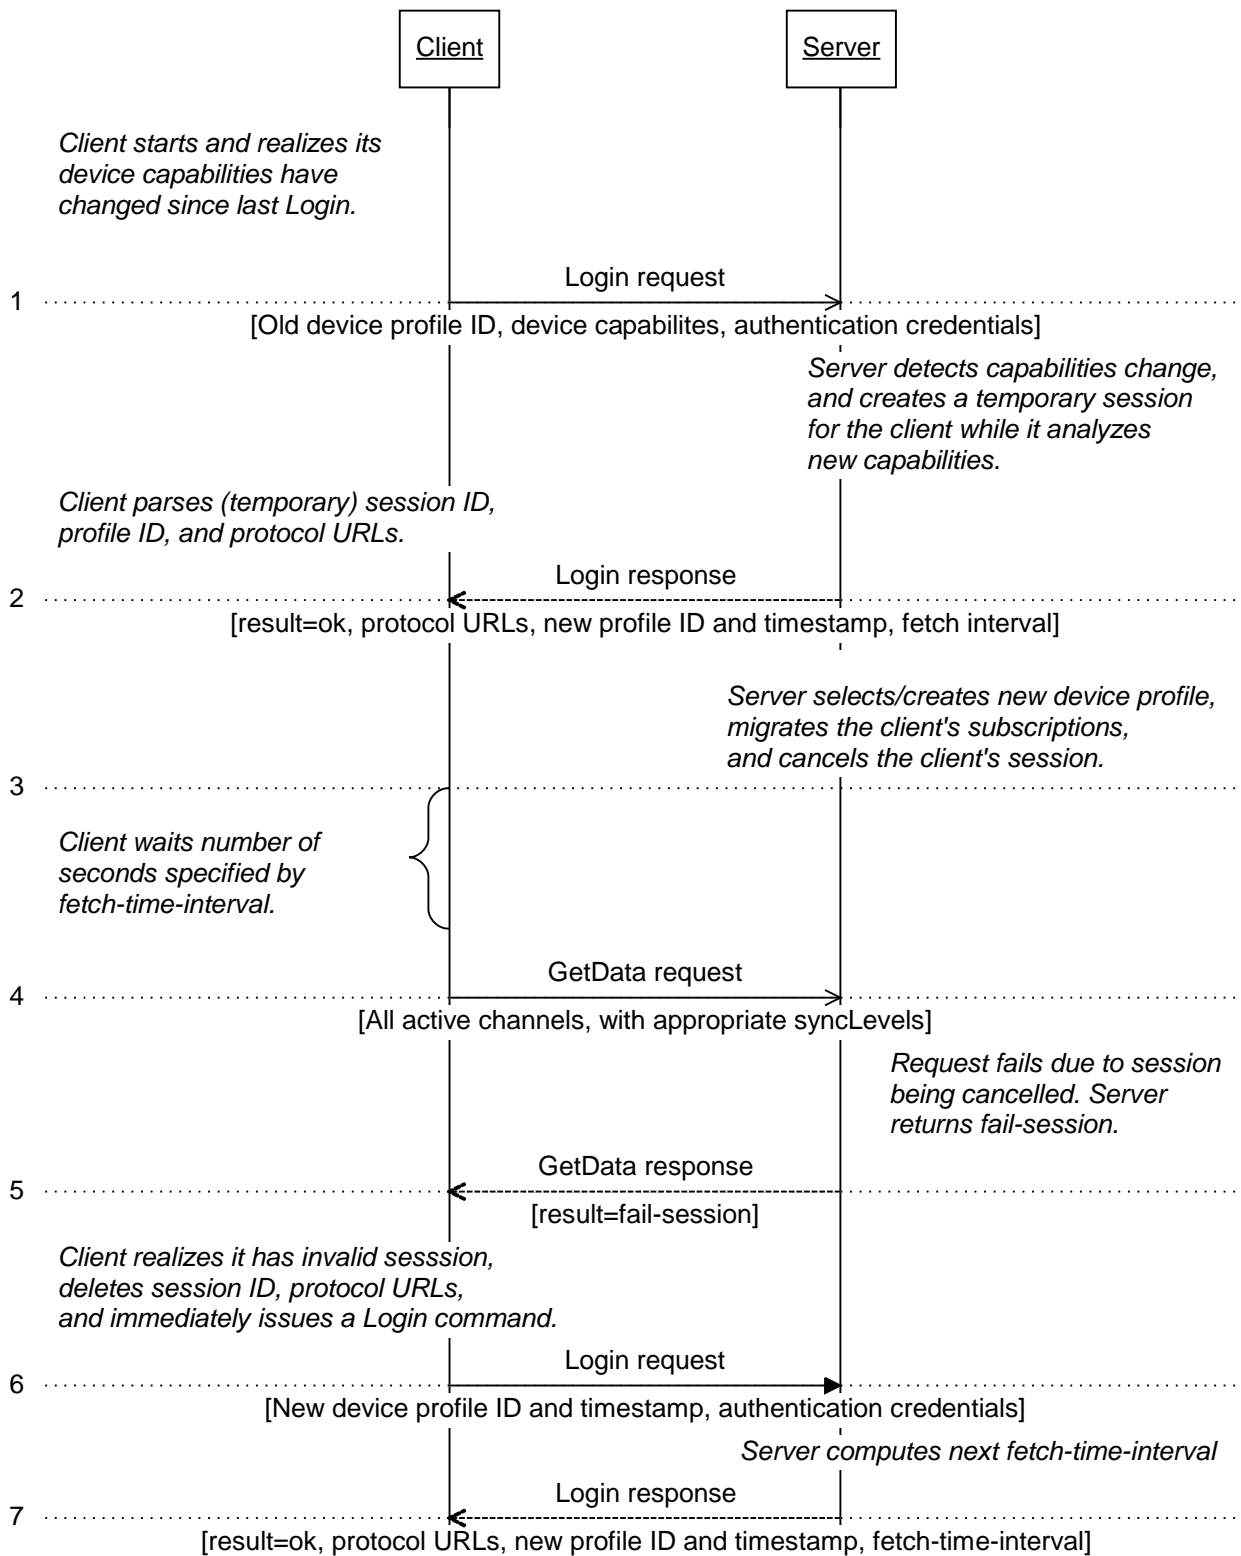 Client
Server
Client starts and realizes its
device capabilities have
changed since last Login.
Login request
1
[Old device profile ID, device capabilites, authentication credentials]
Server detects capabilities change,
and creates a temporary session
for the client while it analyzes
new capabilities.
Client parses (temporary) session ID,
profile ID, and protocol URLs.
Login response
2
[result=ok, protocol URLs, new profile ID and timestamp, fetch interval]
Server selects/creates new device profile,
migrates the client's subscriptions,
and cancels the client's session.
3
Client waits number of
seconds specified by
fetch-time-interval.
GetData request
4
[All active channels, with appropriate syncLevels]
Request fails due to session
being cancelled. Server
returns fail-session.
GetData response
5
[result=fail-session]
Client realizes it has invalid sesssion,
deletes session ID, protocol URLs,
and immediately issues a Login command.
Login request
6
[New device profile ID and timestamp, authentication credentials]
Server computes next fetch-time-interval
Login response
7
[result=ok, protocol URLs, new profile ID and timestamp, fetch-time-interval]